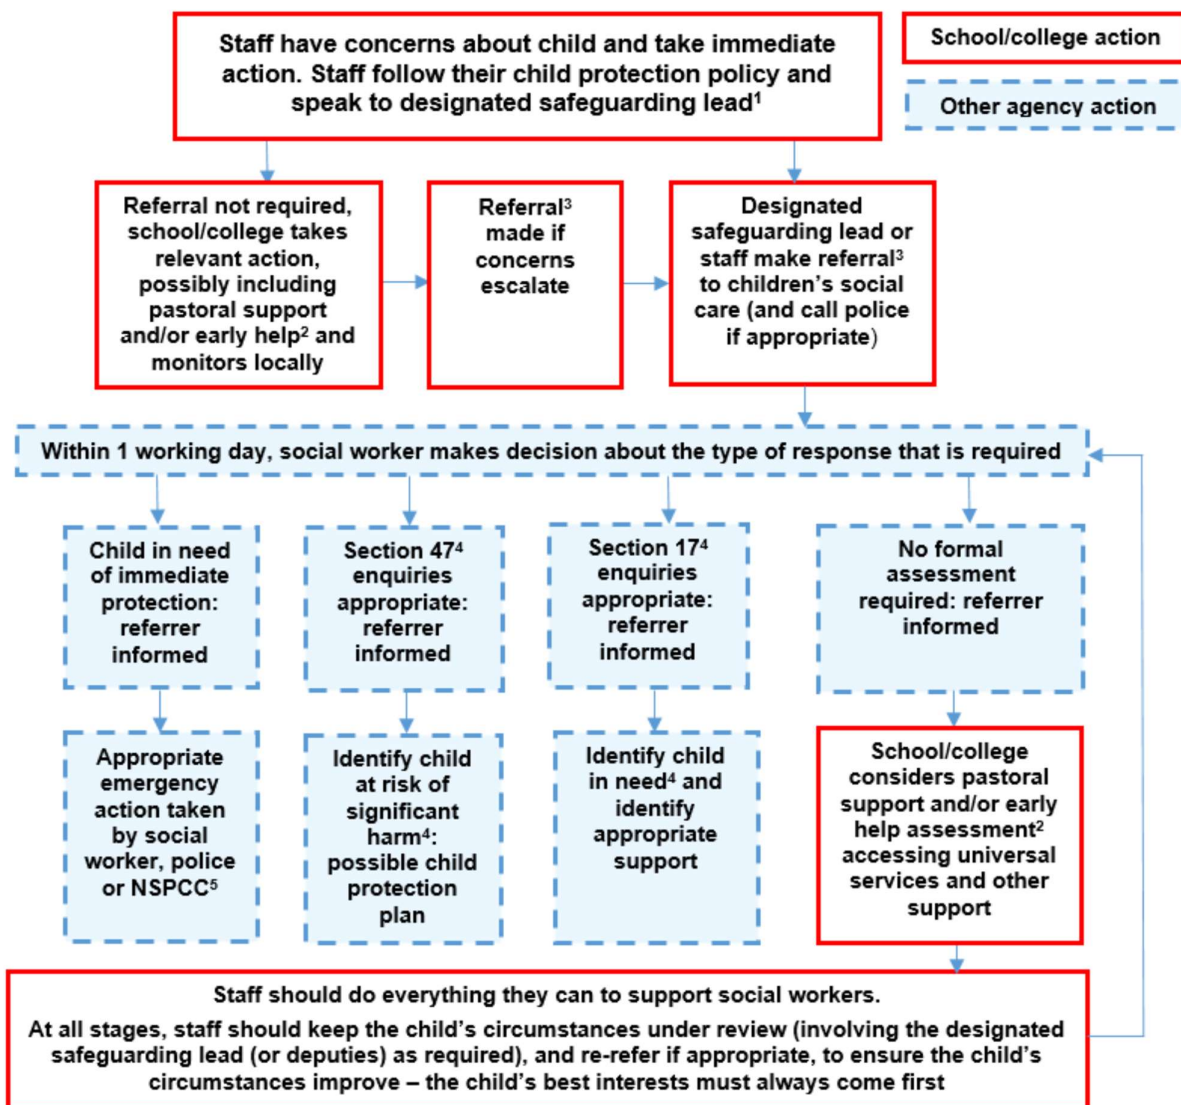 Staff have concerns about child and take immediate
action. Staff follow their child protection policy and
speak to designated safeguarding lead¹
School/college action
Other agency action
Referral not required,
school/college takes
relevant action,
possibly including
pastoral support
and/or early help² and
monitors locally
Referral³
made if
concerns
escalate
Designated
safeguarding lead or
staff make referral³
to children’s social
care (and call police
if appropriate)
Within 1 working day, social worker makes decision about the type of response that is required
Child in need
of immediate
protection:
referrer
informed
Section 47⁴
enquiries
appropriate:
referrer
informed
Section 17⁴
enquiries
appropriate:
referrer
informed
No formal
assessment
required: referrer
informed
Appropriate
emergency
action taken
by social
worker, police
or NSPCC⁵
Identify child
at risk of
significant
harm⁴:
possible child
protection
plan
Identify child
in need⁴ and
identify
appropriate
support
School/college
considers pastoral
support and/or early
help assessment²
accessing universal
services and other
support
Staff should do everything they can to support social workers.
At all stages, staff should keep the child’s circumstances under review (involving the designated
safeguarding lead (or deputies) as required), and re-refer if appropriate, to ensure the child’s
circumstances improve – the child’s best interests must always come first